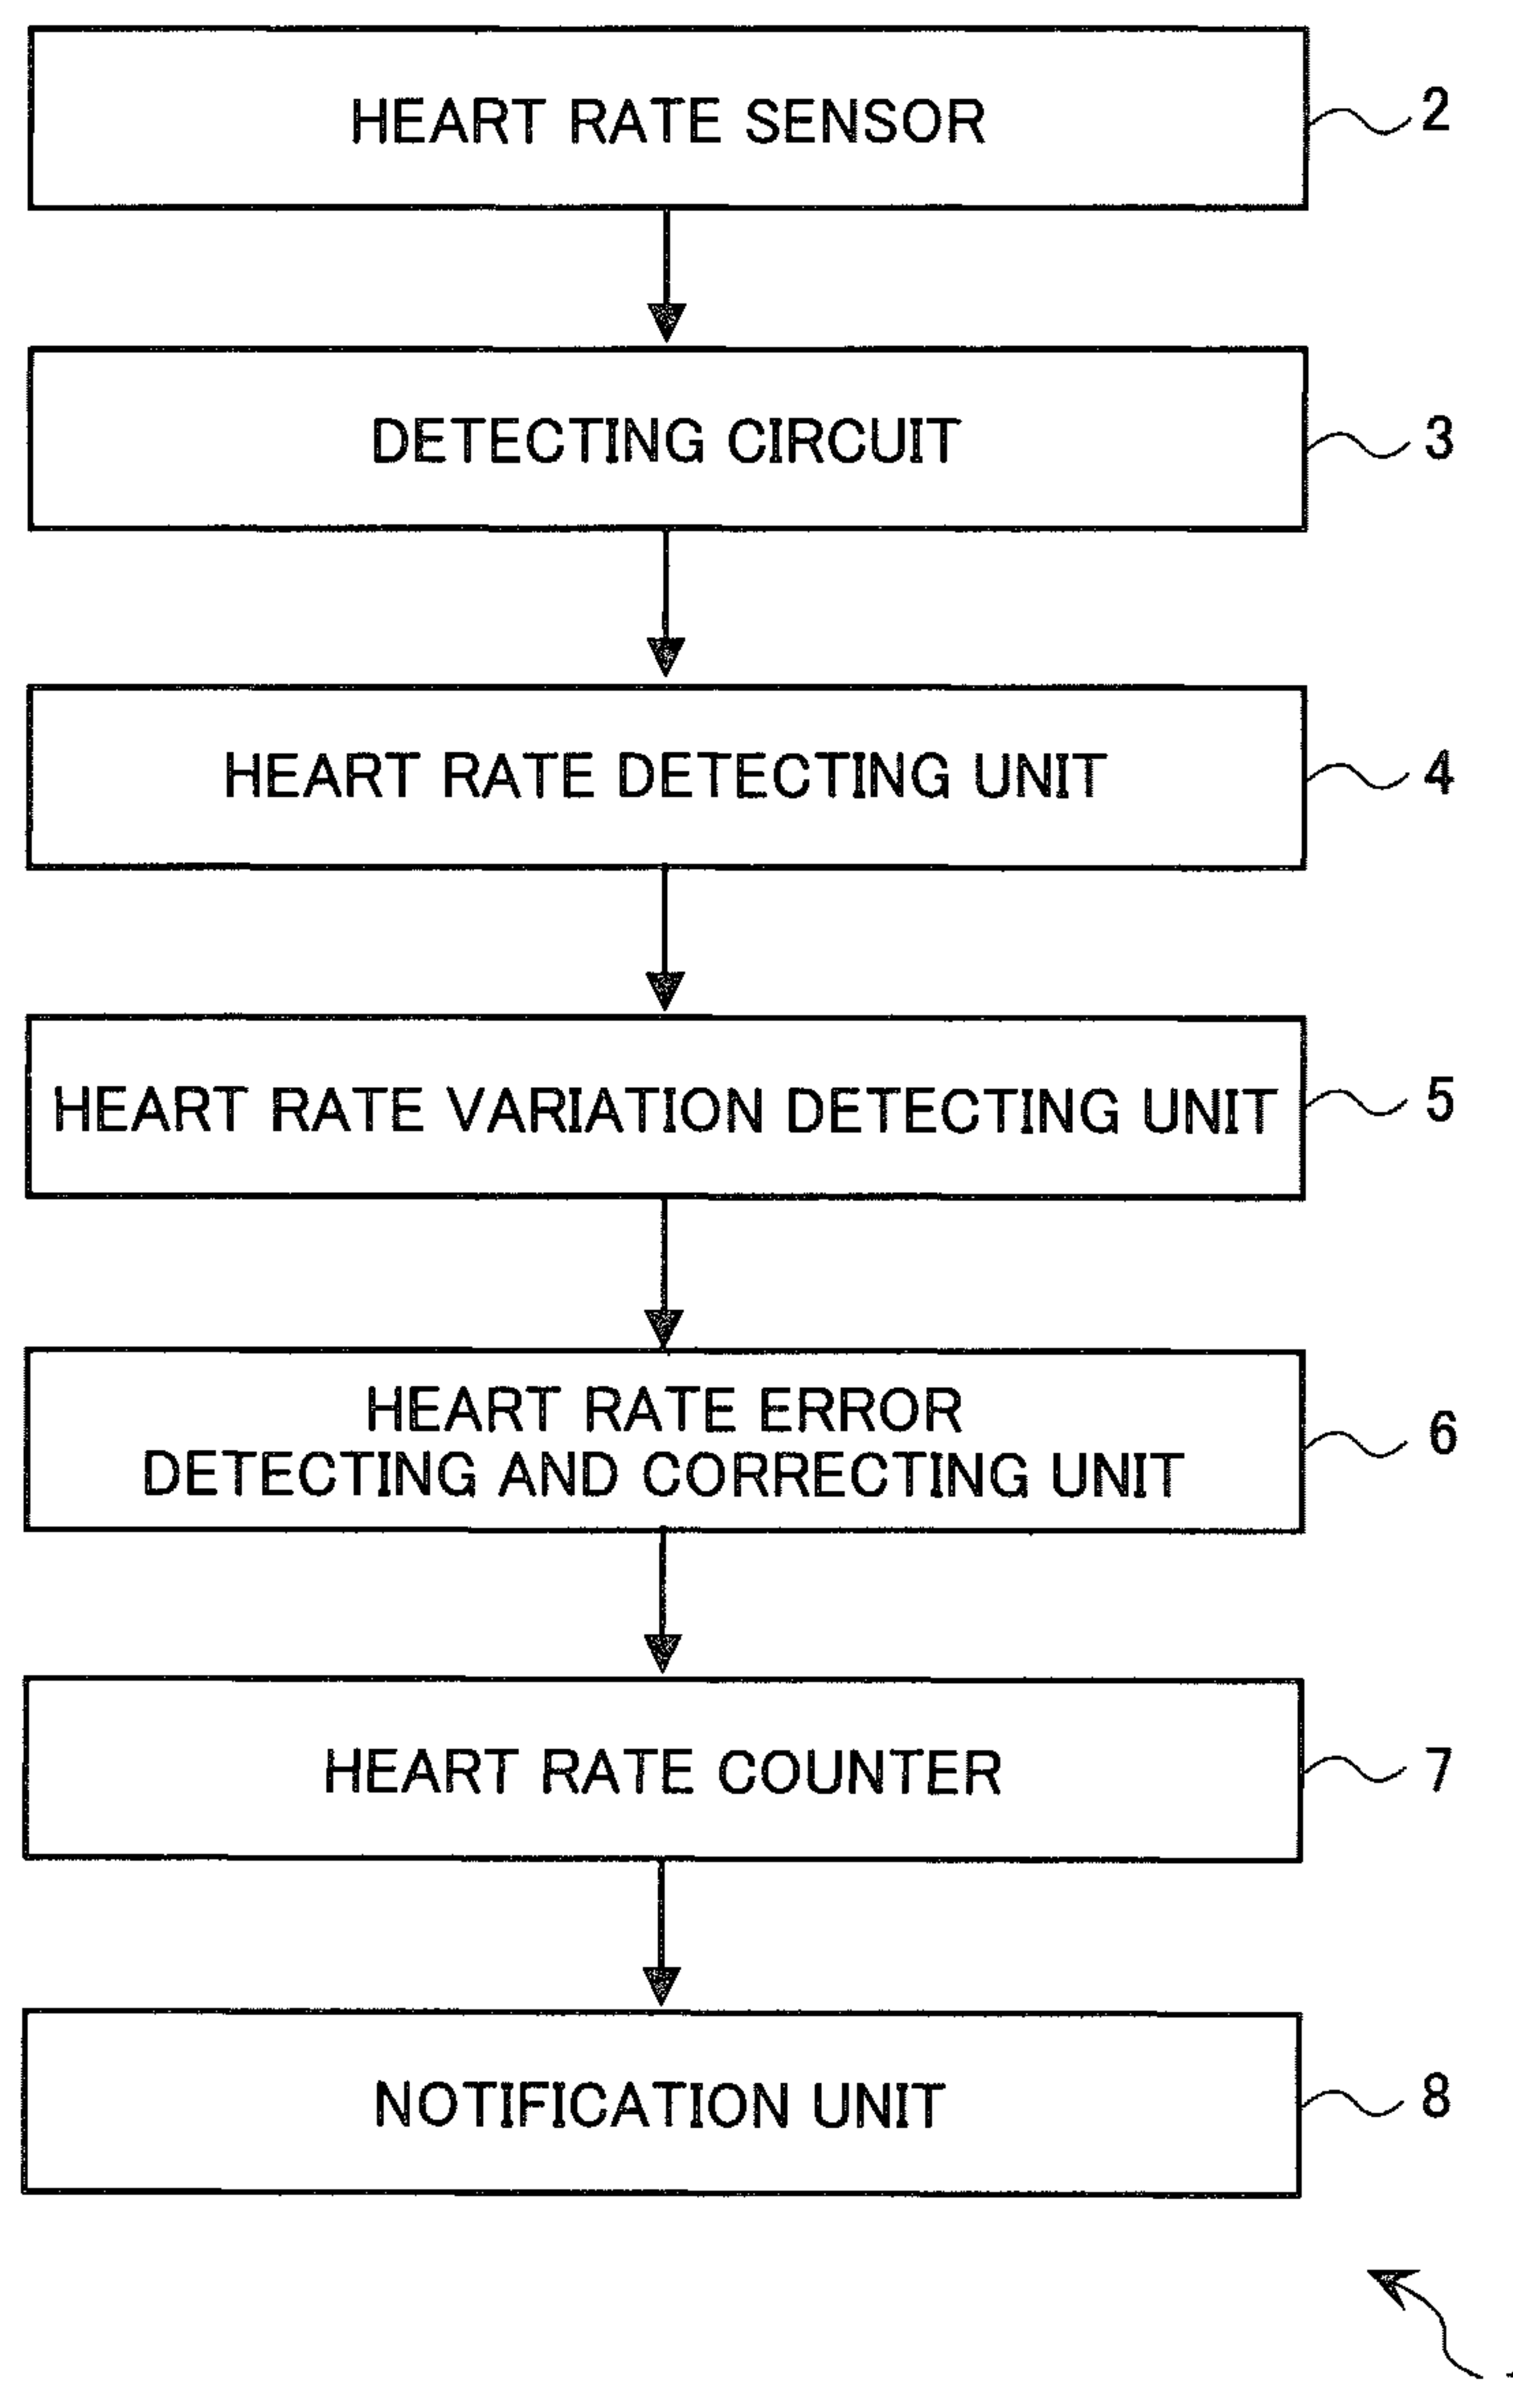 HEART RATE SENSOR
2
DETECTING CIRCUIT
3
HEART RATE DETECTING UNIT
4
HEART RATE VARIATION DETECTING UNIT
5
HEART RATE ERROR
DETECTING AND CORRECTING UNIT
6
HEART RATE COUNTER
7
NOTIFICATION UNIT
8